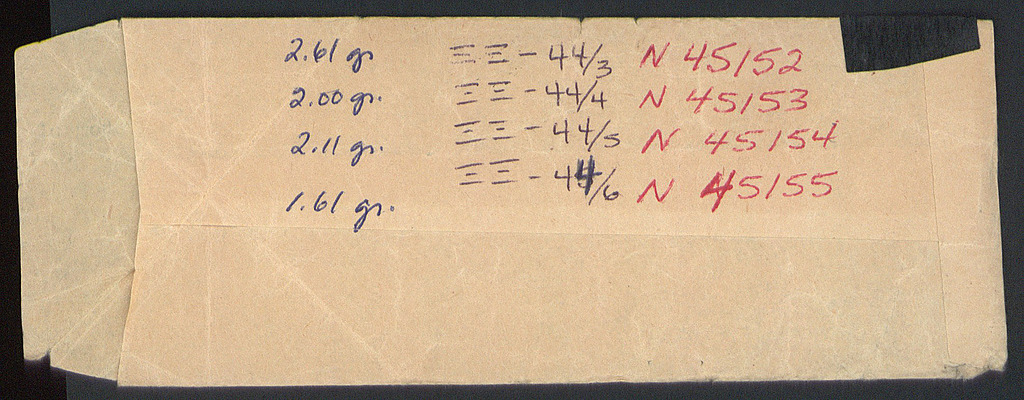 2.61 gr. ΞΞ - 44/3 N 45152
2.00 gr. ΞΞ - 44/4 N 45153
2.11 gr. ΞΞ - 44/5 N 45154
1.61 gr. ΞΞ - 44/6 N 45155